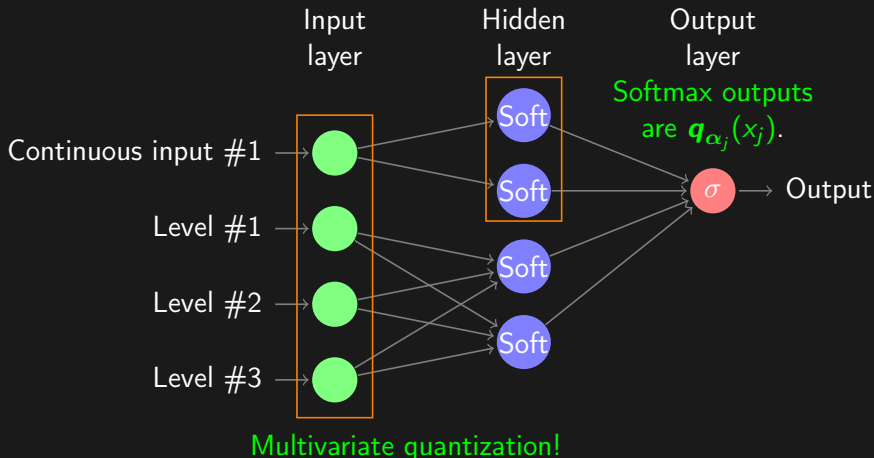 Input
layer
Hidden
layer
Output
layer
Softmax outputs
are q_{α_j}(x_j).
Continuous input #1
Level #1
Level #2
Level #3
Soft
Soft
Soft
Soft
σ
Output
Multivariate quantization!